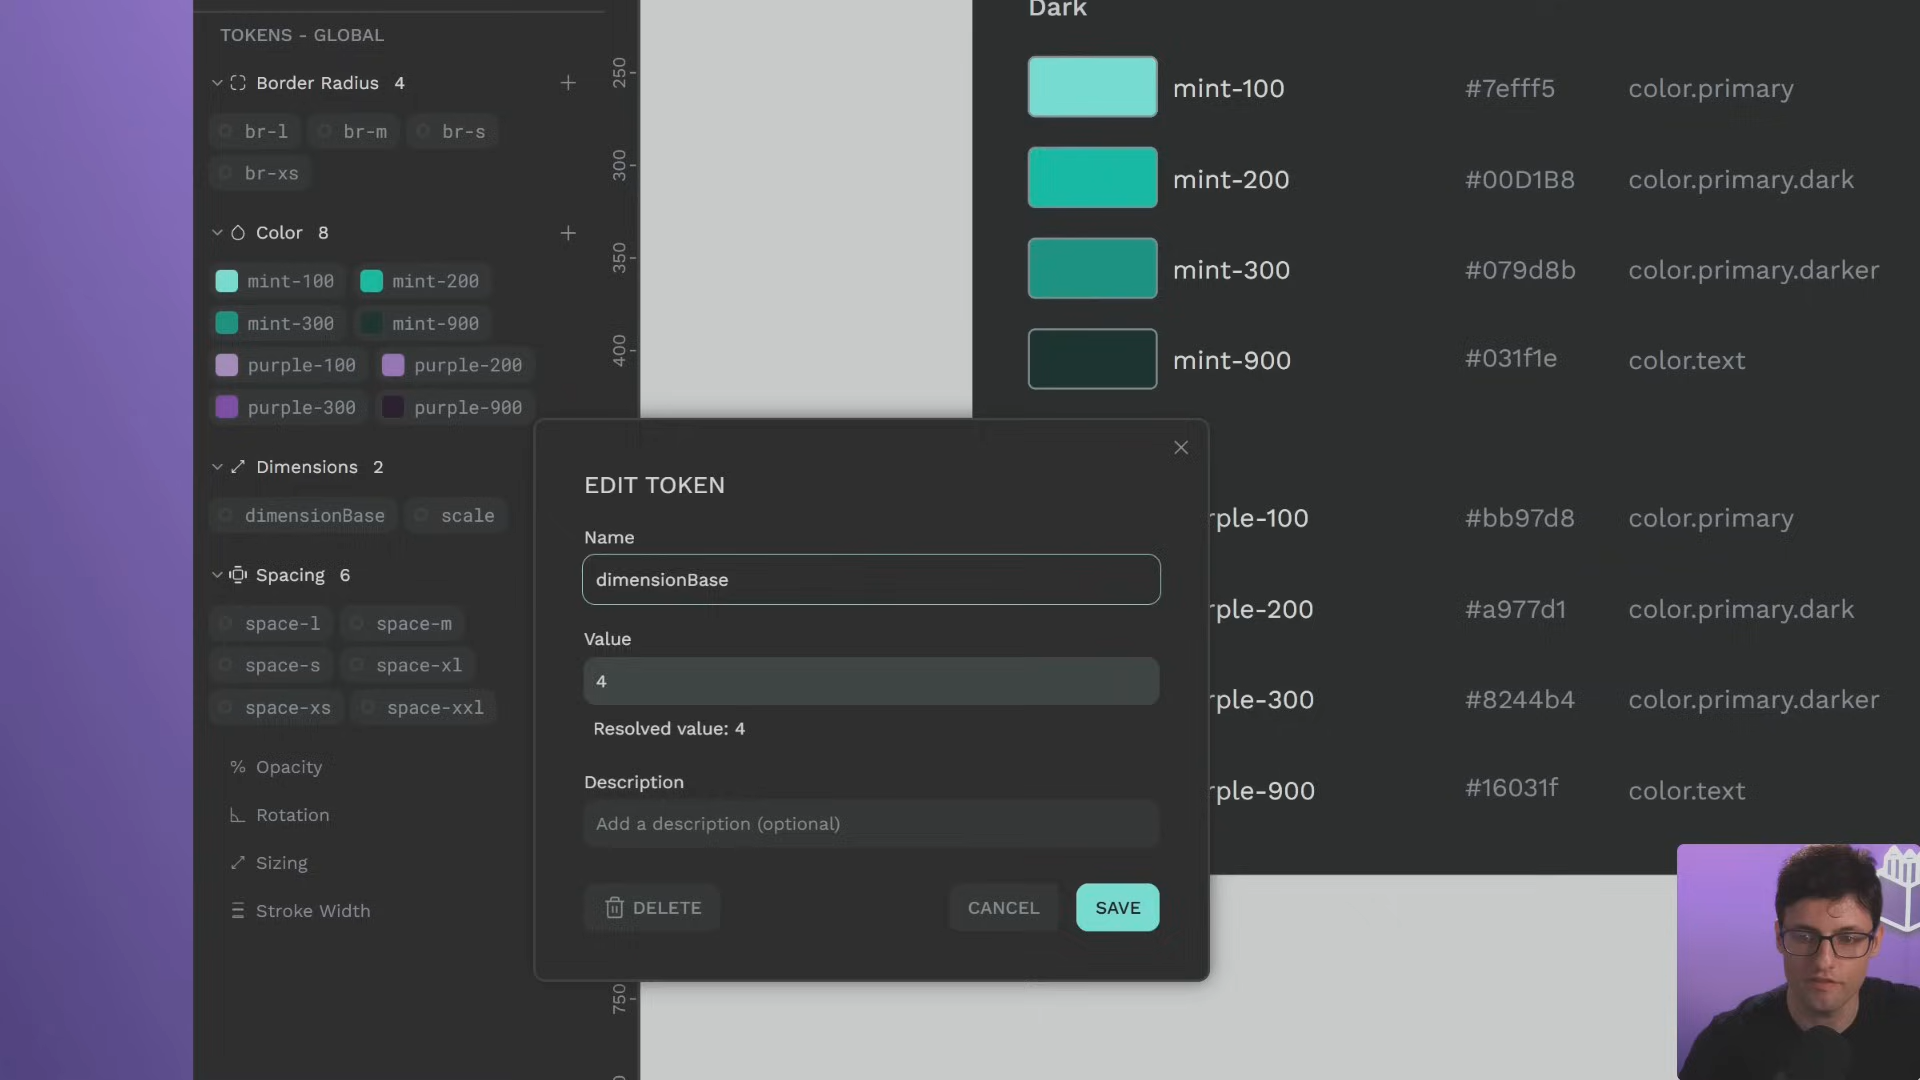 TOKENS - GLOBAL
Border Radius 4
br-l br-m br-s
br-xs
Color 8
mint-100 mint-200
mint-300 mint-900
purple-100 purple-200
purple-300 purple-900
Dimensions 2
dimensionBase scale
Spacing 6
space-l space-m
space-s space-xl
space-xs space-xxl
% Opacity
Rotation
Sizing
Stroke Width
250
300
350
400
750
Dark
mint-100 #7efff5 color.primary
mint-200 #00D1B8 color.primary.dark
mint-300 #079d8b color.primary.darker
mint-900 #031f1e color.text
rple-100 #bb97d8 color.primary
rple-200 #a977d1 color.primary.dark
rple-300 #8244b4 color.primary.darker
rple-900 #16031f color.text
EDIT TOKEN
Name
dimensionBase
Value
4
Resolved value: 4
Description
Add a description (optional)
DELETE CANCEL SAVE